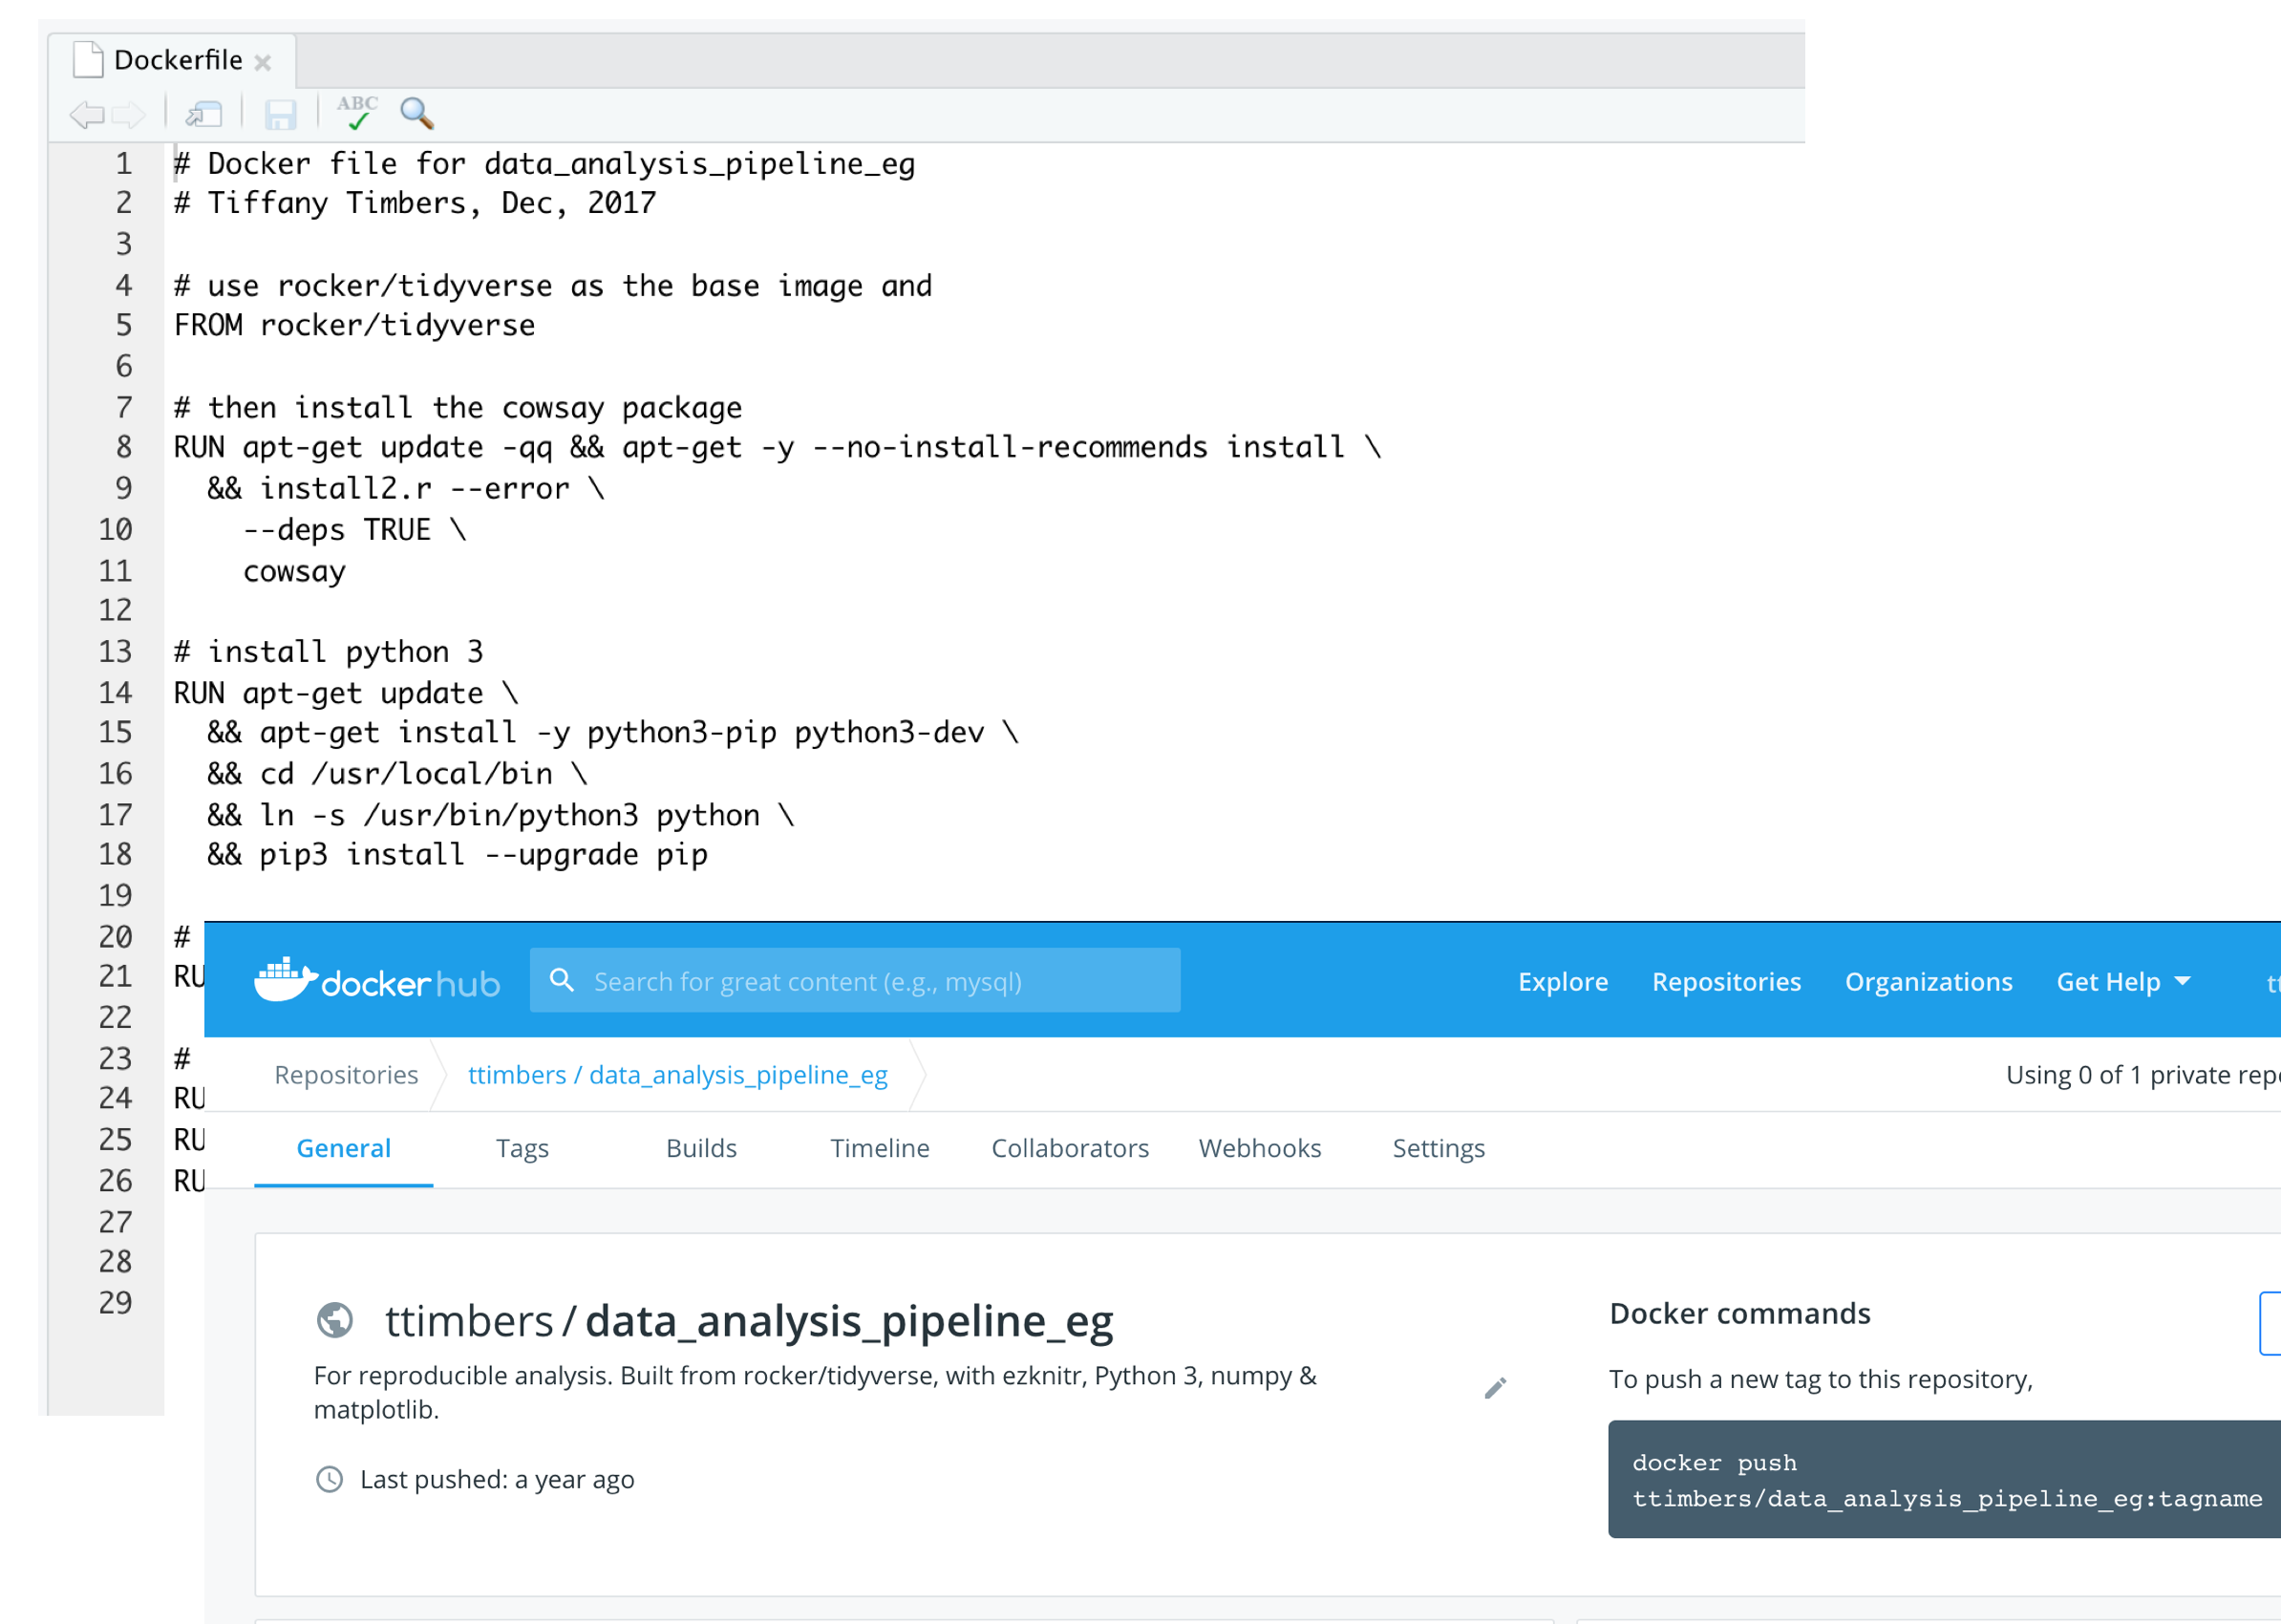 Dockerfile
ABC
1 # Docker file for data_analysis_pipeline_eg
2 # Tiffany Timbers, Dec, 2017
3
4 # use rocker/tidyverse as the base image and
5 FROM rocker/tidyverse
6
7 # then install the cowsay package
8 RUN apt-get update -qq && apt-get -y --no-install-recommends install \
9 && install2.r --error \
10 --deps TRUE \
11 cowsay
12
13 # install python 3
14 RUN apt-get update \
15 && apt-get install -y python3-pip python3-dev \
16 && cd /usr/local/bin \
17 && ln -s /usr/bin/python3 python \
18 && pip3 install --upgrade pip
19
20 #
21 RU
22
23 #
24 RU
25 RU
26 RU
27
28
29
dockerhub Search for great content (e.g., mysql) Explore Repositories Organizations Get Help
Repositories ttimbers / data_analysis_pipeline_eg Using 0 of 1 private
General Tags Builds Timeline Collaborators Webhooks Settings
ttimbers / data_analysis_pipeline_eg
For reproducible analysis. Built from rocker/tidyverse, with ezknitr, Python 3, numpy &
matplotlib.
Last pushed: a year ago
Docker commands
To push a new tag to this repository,
docker push
ttimbers/data_analysis_pipeline_eg:tagname